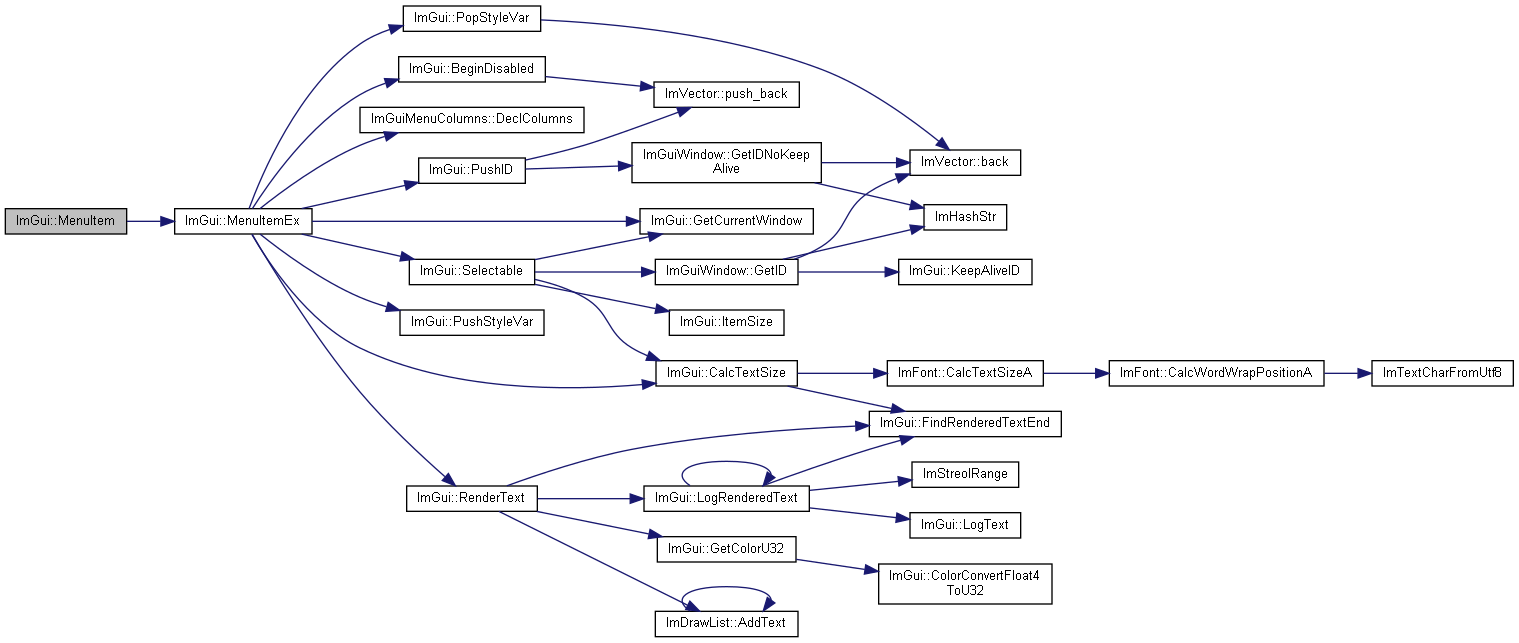 ImGui::MenuItem
ImGui::MenuItemEx
ImGui::PopStyleVar
ImGui::BeginDisabled
ImGuiMenuColumns::DeclColumns
ImGui::PushID
ImGui::Selectable
ImGui::PushStyleVar
ImGui::RenderText
ImVector::push_back
ImGuiWindow::GetIDNoKeep
Alive
ImGui::GetCurrentWindow
ImGuiWindow::GetID
ImGui::ItemSize
ImGui::CalcTextSize
ImGui::LogRenderedText
ImGui::GetColorU32
ImDrawList::AddText
ImVector::back
ImHashStr
ImGui::KeepAliveID
ImFont::CalcTextSizeA
ImGui::FindRenderedTextEnd
ImStreolRange
ImGui::LogText
ImGui::ColorConvertFloat4
ToU32
ImFont::CalcWordWrapPositionA
ImTextCharFromUtf8